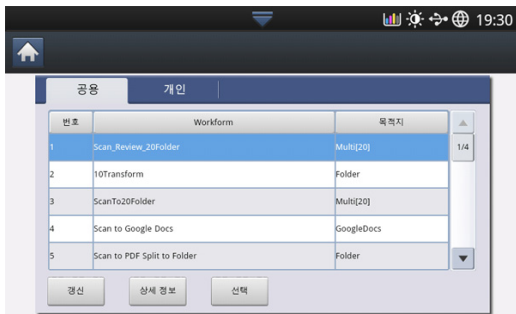 19:30
공용 개인
번호 Workform 목적지
1 Scan_Review_20Folder Multi[20]
1/4
2 10Transform Folder
3 ScanTo20Folder Multi[20]
4 Scan to Google Docs GoogleDocs
5 Scan to PDF Split to Folder Folder
갱신 상세 정보 선택